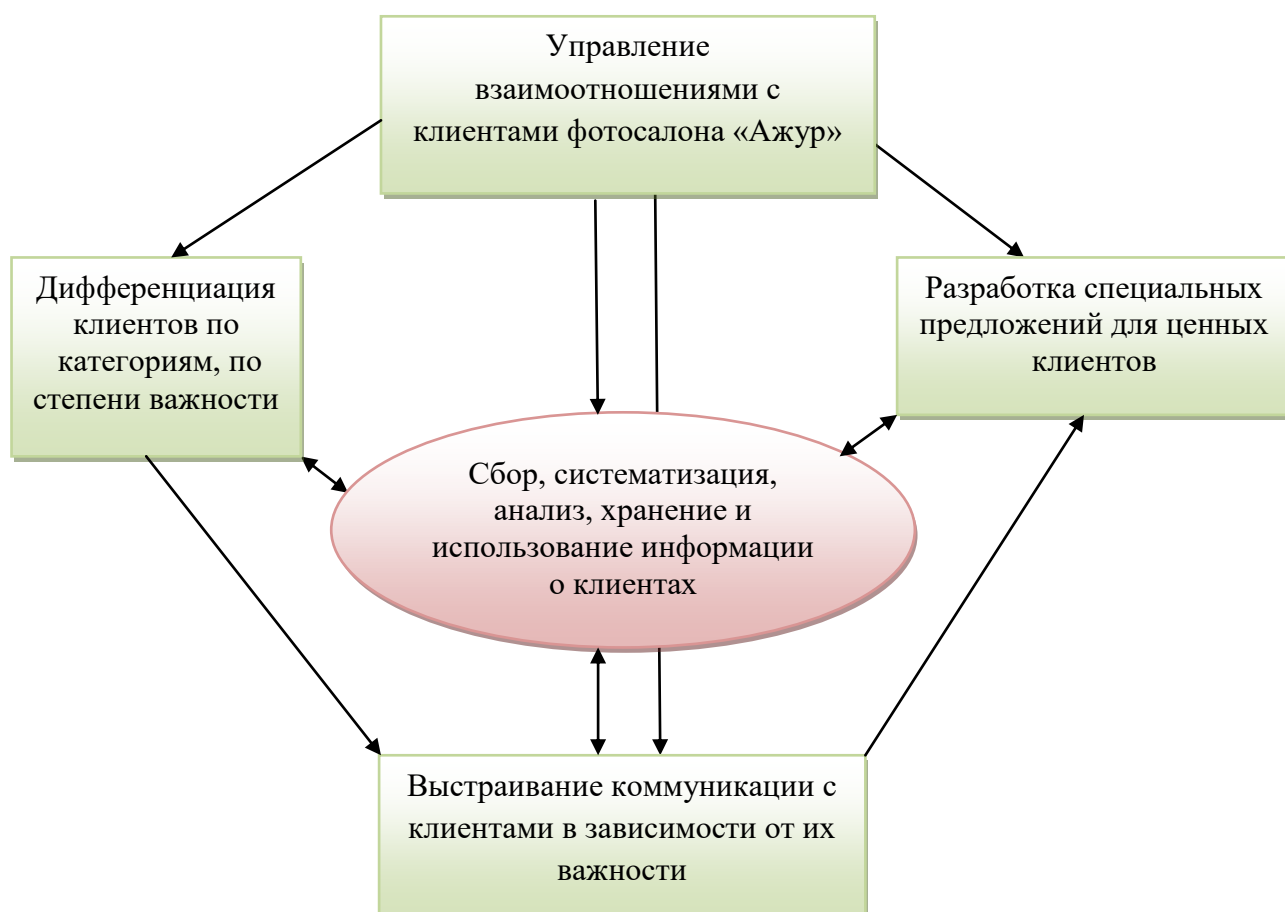 Управление
взаимоотношениями с
клиентами фотосалона «Ажур»
Дифференциация
клиентов по
категориям, по
степени важности
Разработка специальных
предложений для ценных
клиентов
Сбор, систематизация,
анализ, хранение и
использование информации
о клиентах
Выстраивание коммуникации с
клиентами в зависимости от их
важности